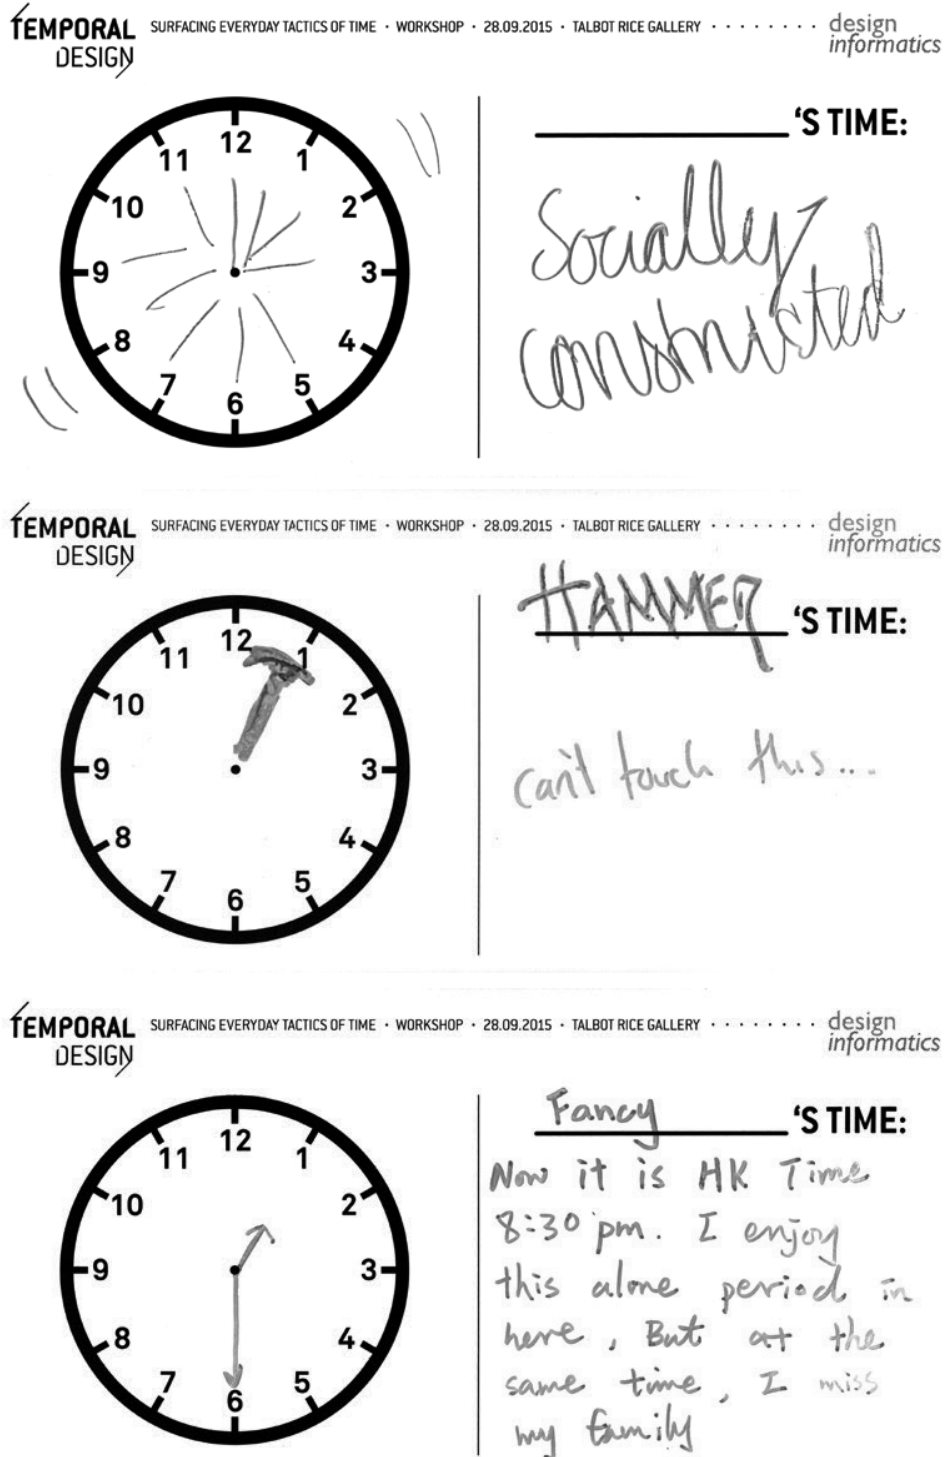 TEMPORAL DESIGN SURFACING EVERYDAY TACTICS OF TIME · WORKSHOP · 28.09.2015 · TALBOT RICE GALLERY · · · · · · · · design informatics
12
11 1
10 2
9 3
8 4
7 5
6
'S TIME:
Socially
constructed
TEMPORAL DESIGN SURFACING EVERYDAY TACTICS OF TIME · WORKSHOP · 28.09.2015 · TALBOT RICE GALLERY · · · · · · · · design informatics
12
11 1
10 2
9 3
8 4
7 5
6
HAMMER 'S TIME:
can't touch this...
TEMPORAL DESIGN SURFACING EVERYDAY TACTICS OF TIME · WORKSHOP · 28.09.2015 · TALBOT RICE GALLERY · · · · · · · · design informatics
12
11 1
10 2
9 3
8 4
7 5
6
Fancy 'S TIME:
Now it is HK Time
8:30 pm. I enjoy
this alone period in
here, But at the
same time, I miss
my family